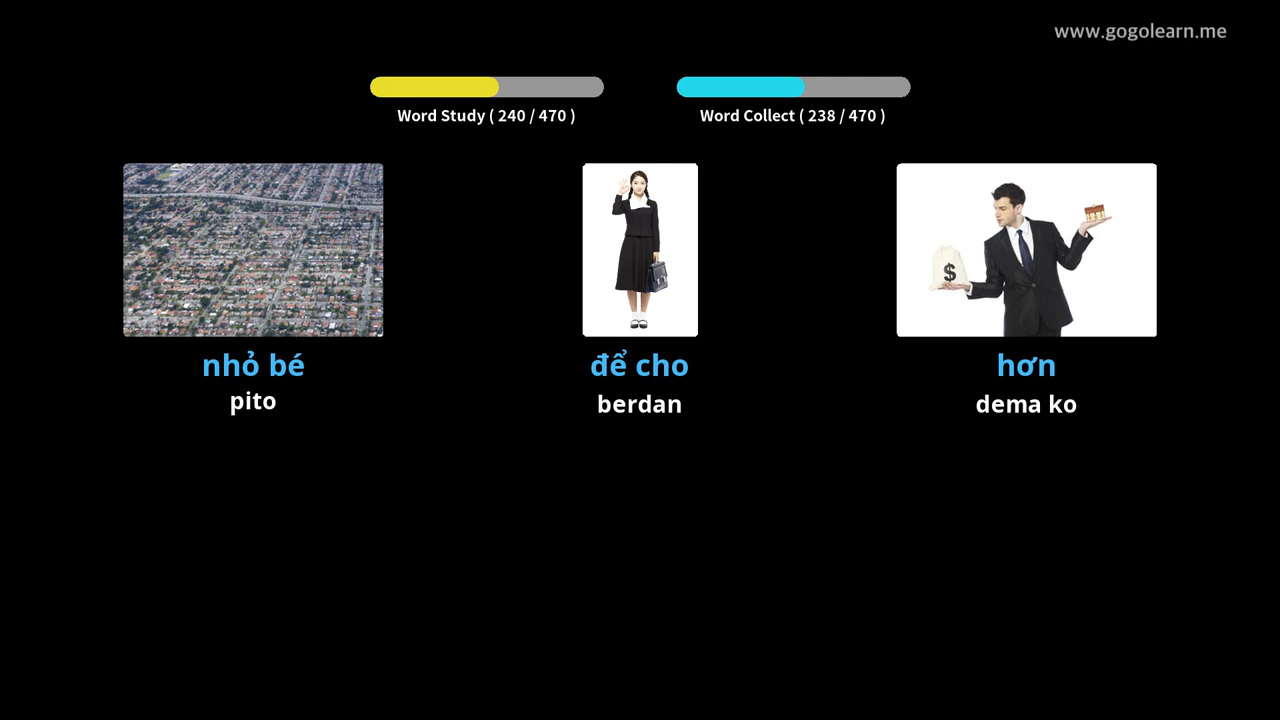 www.gogolearn.me
Word Study ( 240 / 470 )
Word Collect ( 238 / 470 )
$
nhỏ bé
pito
để cho
berdan
hơn
dema ko